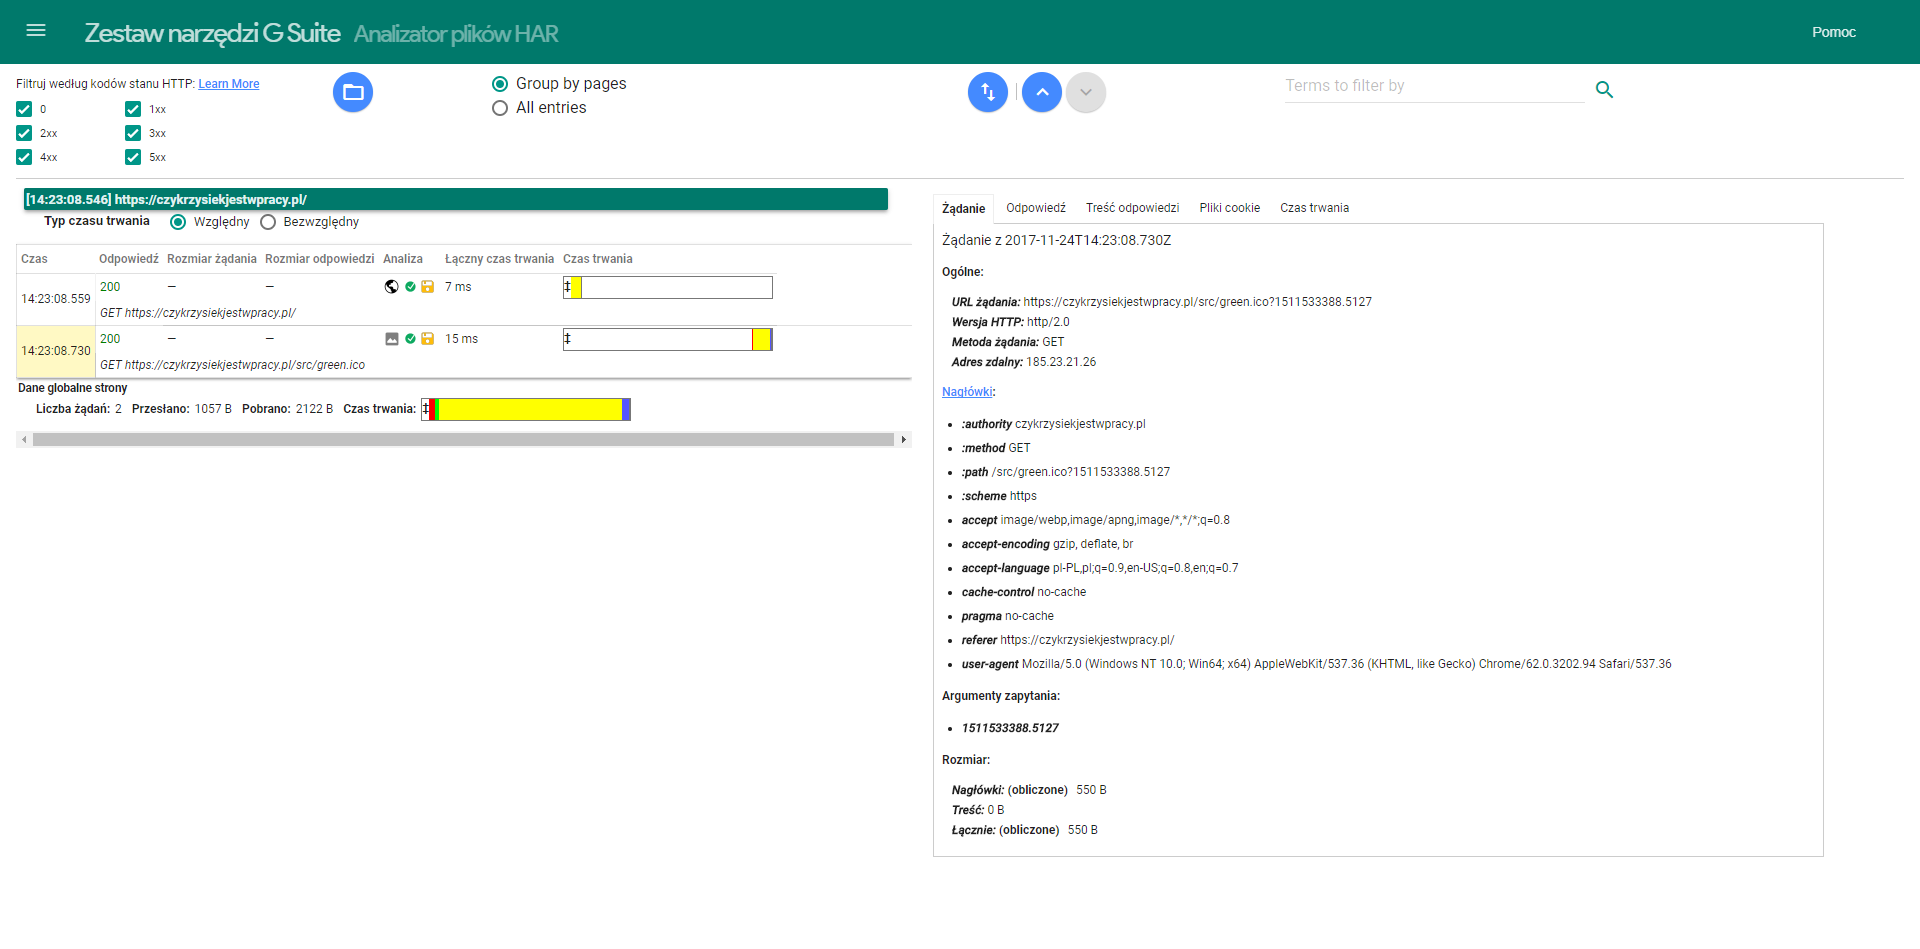 Zestaw narzędzi G Suite Analizator plików HAR
Pomoc
Filtruj według kodów stanu HTTP: Learn More
0 1xx
2xx 3xx
4xx 5xx
Group by pages
All entries
Terms to filter by
[14:23:08.546] https://czykrzysiekjestwpracy.pl/
Typ czasu trwania Względny Bezwzględny
Czas Odpowiedź Rozmiar żądania Rozmiar odpowiedzi Analiza Łączny czas trwania Czas trwania
14:23:08.559 200 — — 7 ms ‡
GET https://czykrzysiekjestwpracy.pl/
14:23:08.730 200 — — 15 ms ‡
GET https://czykrzysiekjestwpracy.pl/src/green.ico
Dane globalne strony
Liczba żądań: 2 Przesłano: 1057 B Pobrano: 2122 B Czas trwania: ‡
Żądanie Odpowiedź Treść odpowiedzi Pliki cookie Czas trwania
Żądanie z 2017-11-24T14:23:08.730Z
Ogólne:
URL żądania: https://czykrzysiekjestwpracy.pl/src/green.ico?1511533388.5127
Wersja HTTP: http/2.0
Metoda żądania: GET
Adres zdalny: 185.23.21.26
Nagłówki:
• :authority czykrzysiekjestwpracy.pl
• :method GET
• :path /src/green.ico?1511533388.5127
• :scheme https
• accept image/webp,image/apng,image/*,*/*;q=0.8
• accept-encoding gzip, deflate, br
• accept-language pl-PL,pl;q=0.9,en-US;q=0.8,en;q=0.7
• cache-control no-cache
• pragma no-cache
• referer https://czykrzysiekjestwpracy.pl/
• user-agent Mozilla/5.0 (Windows NT 10.0; Win64; x64) AppleWebKit/537.36 (KHTML, like Gecko) Chrome/62.0.3202.94 Safari/537.36
Argumenty zapytania:
• 1511533388.5127
Rozmiar:
Nagłówki: (obliczone) 550 B
Treść: 0 B
Łącznie: (obliczone) 550 B